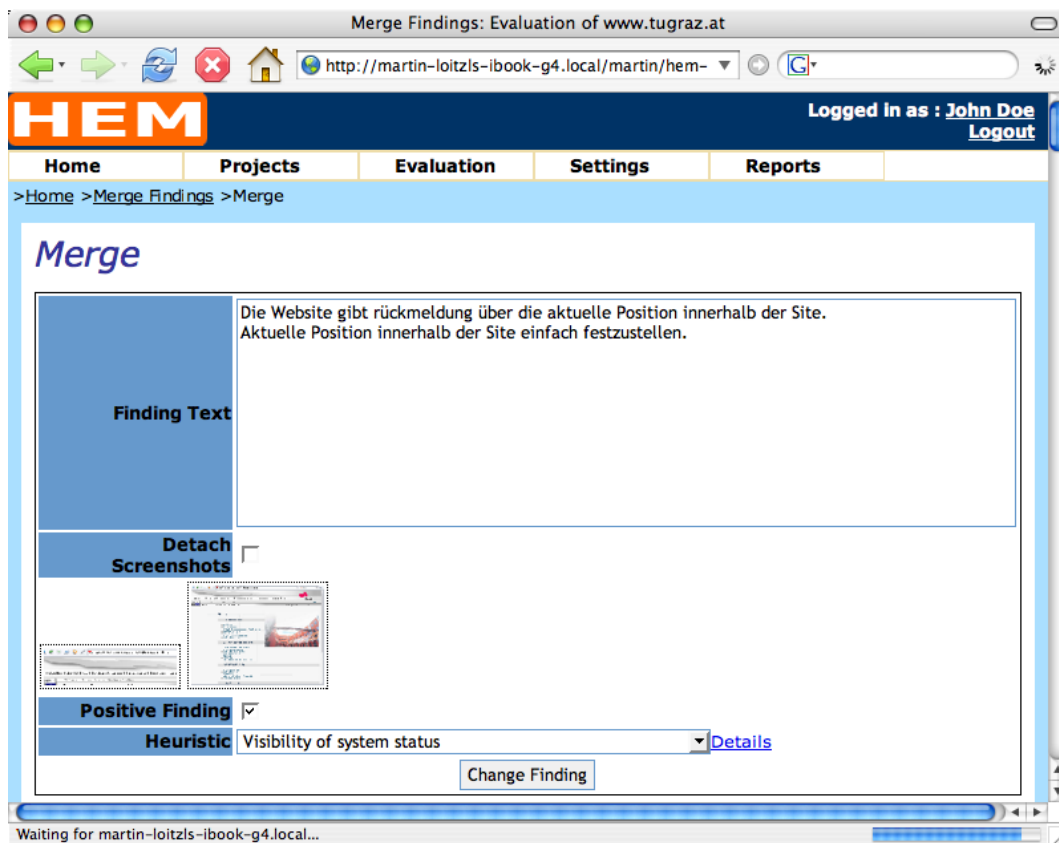 Merge Findings: Evaluation of www.tugraz.at
http://martin-loitzls-ibook-g4.local/martin/hem-
G
HEM
Logged in as : John Doe
Logout
Home Projects Evaluation Settings Reports
>Home >Merge Findings >Merge
Merge
Finding Text
Die Website gibt rückmeldung über die aktuelle Position innerhalb der Site.
Aktuelle Position innerhalb der Site einfach festzustellen.
Detach
Screenshots
Positive Finding
Heuristic Visibility of system status Details
Change Finding
Waiting for martin-loitzls-ibook-g4.local...